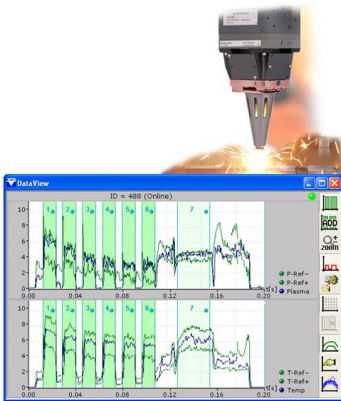 DataView
ID = 488 (Online)
1 2 3 4 5 6 7
10
8
6
4
2
0
0.00 0.04 0.08 0.12 0.16 0.20
t[s]
P-Ref-
P-Ref+
Plasma
1 2 3 4 5 6 7
10
8
6
4
2
0
0.00 0.04 0.08 0.12 0.16 0.20
t[s]
T-Ref-
T-Ref+
Temp
ADD
ZOOM